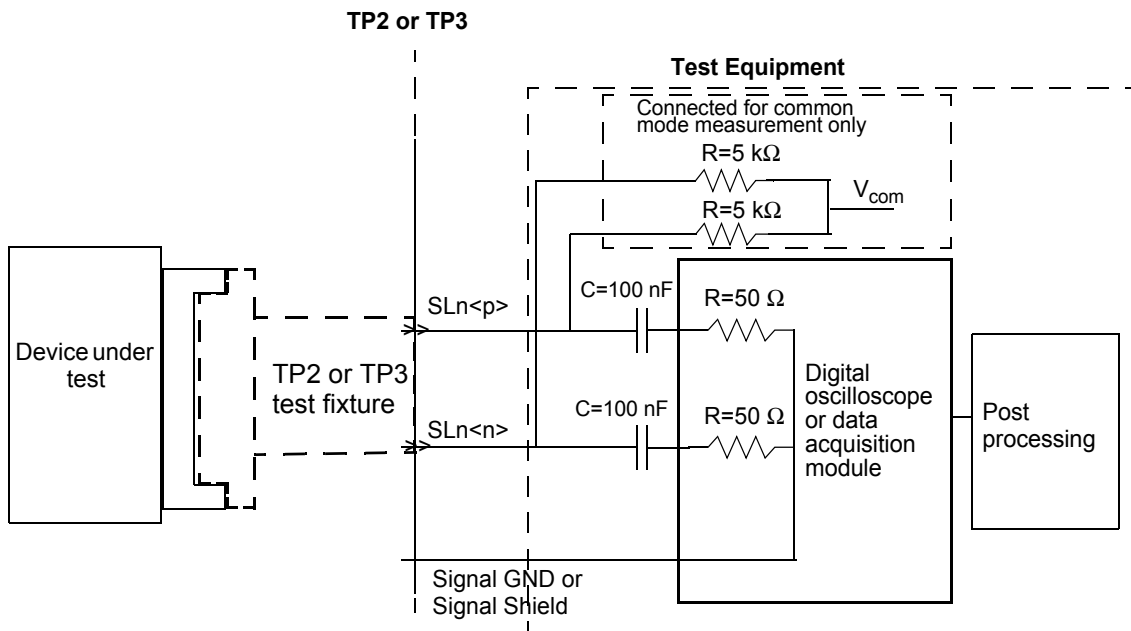 TP2 or TP3
Test Equipment
Connected for common
mode measurement only
R=5 kΩ
V_com
R=5 kΩ
C=100 nF
R=50 Ω
SLn<p>
Device under
test
TP2 or TP3
test fixture
Digital
oscilloscope
or data
acquisition
module
C=100 nF
R=50 Ω
SLn<n>
Post
processing
Signal GND or
Signal Shield